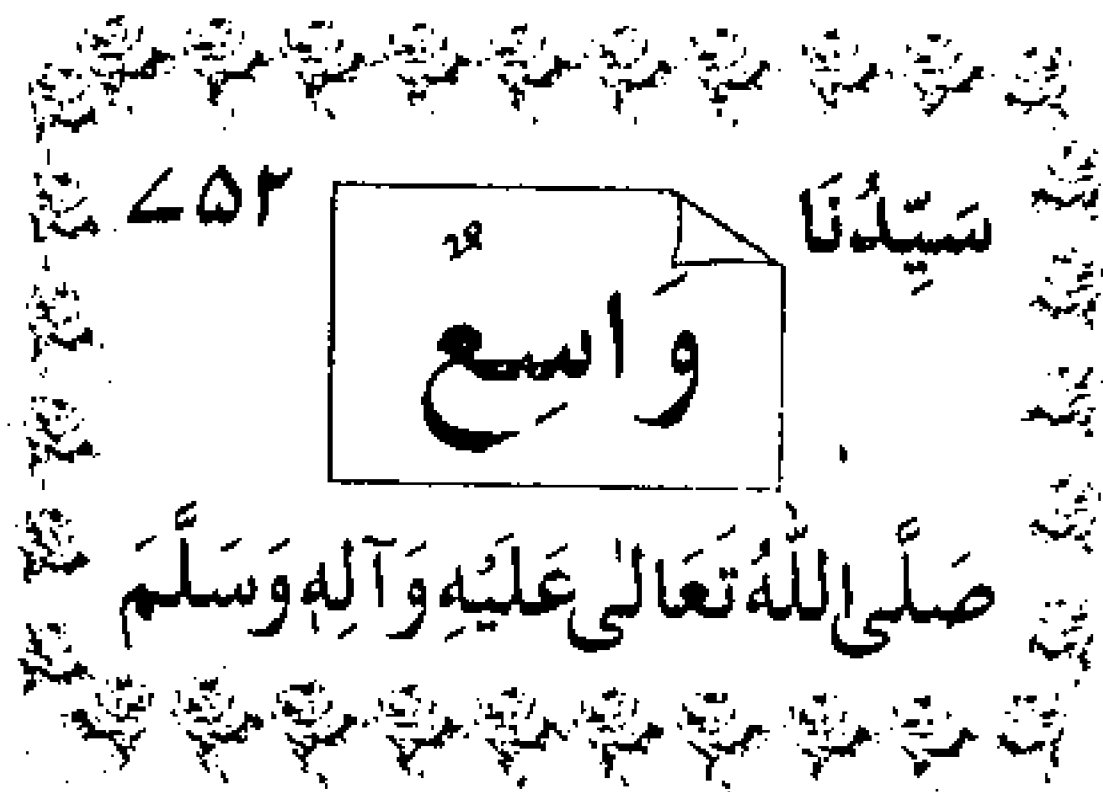 سَيِّدُنَا ۷۵۲
وَاسِعٌ
صَلَّى اللّٰهُ تَعَالٰى عَلَيْهِ وَآلِهٖ وَسَلَّمَ